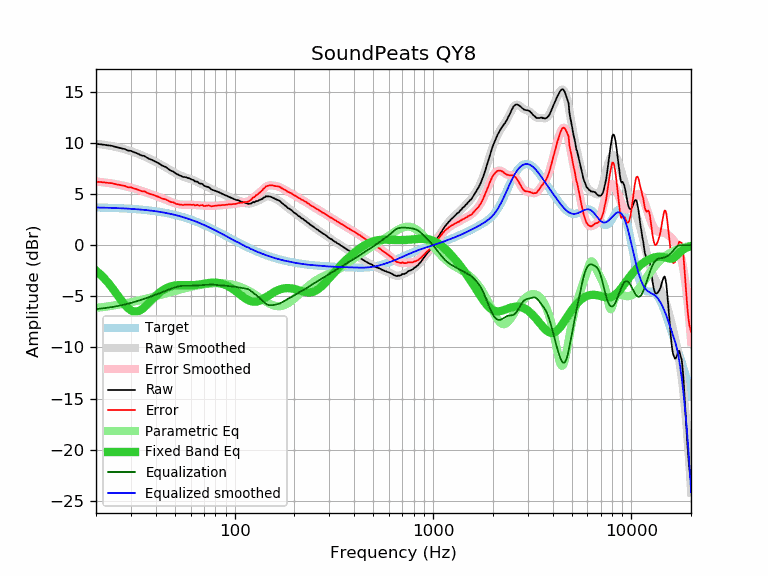 SoundPeats QY8
15
10
5
0
−5
−10
−15
−20
−25
Amplitude (dBr)
Target
Raw Smoothed
Error Smoothed
Raw
Error
Parametric Eq
Fixed Band Eq
Equalization
Equalized smoothed
100
1000
10000
Frequency (Hz)